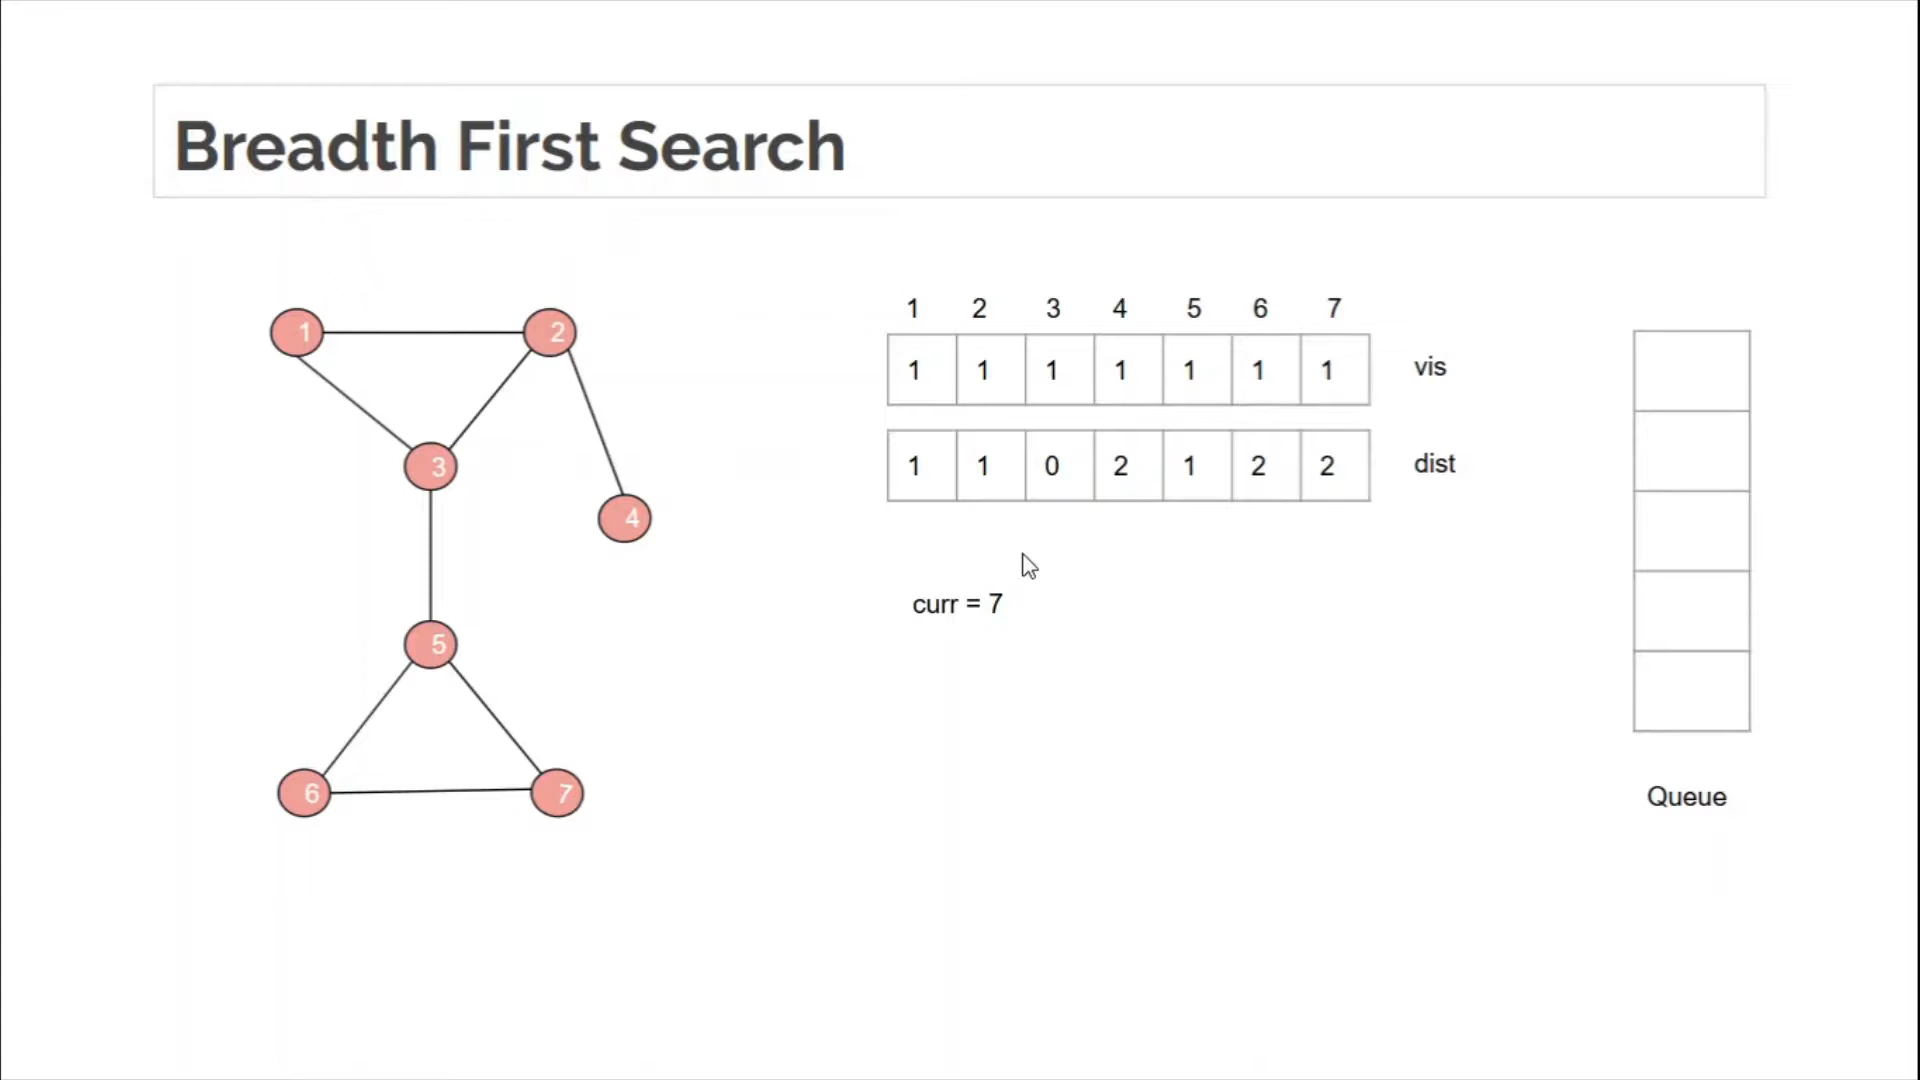 Breadth First Search
1 2 3 4 5 6 7
1 2
1 1 1 1 1 1 1 vis
3
1 1 0 2 1 2 2 dist
4
curr = 7
5
6 7
Queue